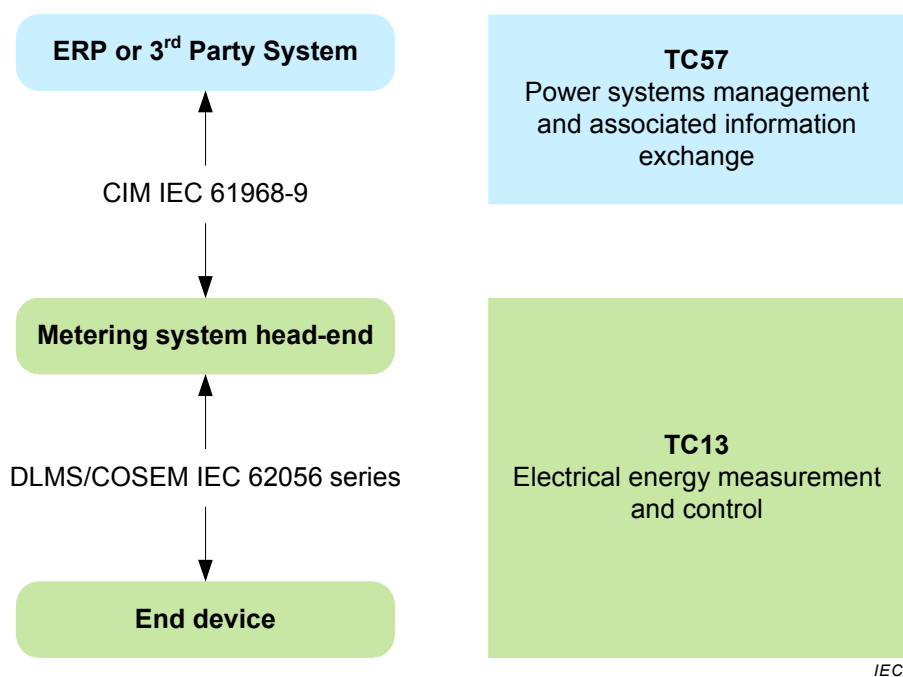 ERP or 3rd Party System
CIM IEC 61968-9
Metering system head-end
DLMS/COSEM IEC 62056 series
End device
TC57
Power systems management
and associated information
exchange
TC13
Electrical energy measurement
and control
IEC